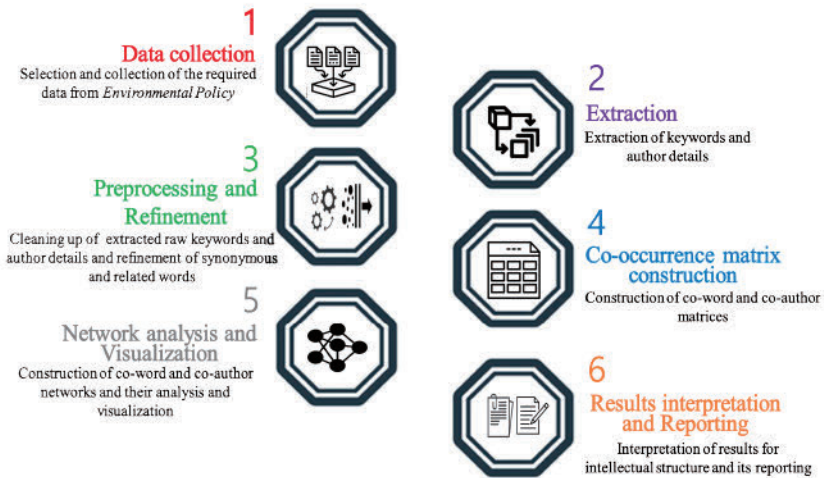 1
Data collection
Selection and collection of the required
data from Environmental Policy
2
Extraction
Extraction of keywords and
author details
3
Preprocessing and
Refinement
Cleaning up of extracted raw keywords and
author details and refinement of synonymous
and related words
4
Co-occurrence matrix
construction
Construction of co-word and co-author
matrices
5
Network analysis and
Visualization
Construction of co-word and co-author
networks and their analysis and
visualization
6
Results interpretation
and Reporting
Interpretation of results for
intellectual structure and its reporting